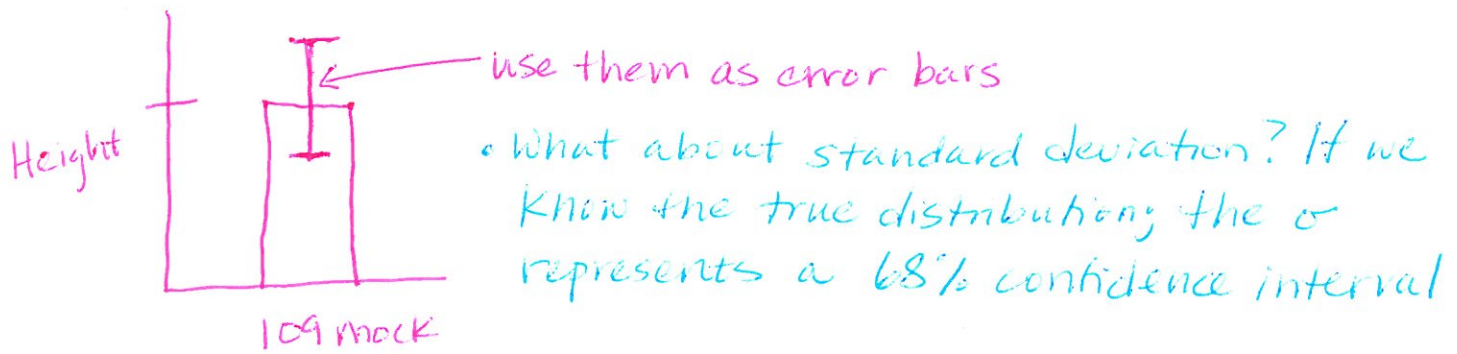 use them as error bars
Height
• What about standard deviation? If we
know the true distribution, the σ
represents a 68% confidence interval
109 mock